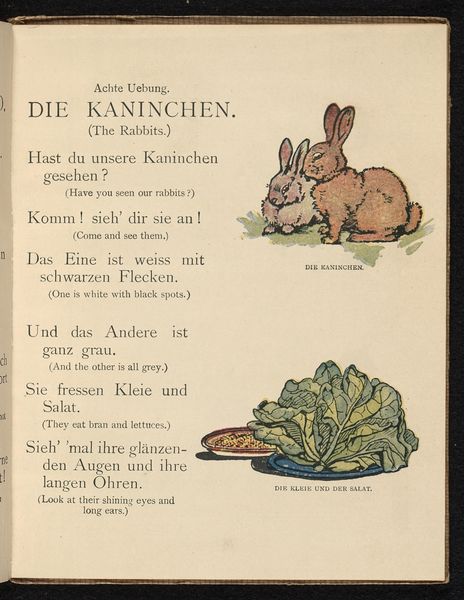 Achte Uebung.
DIE KANINCHEN.
(The Rabbits.)
Hast du unsere Kaninchen
gesehen?
(Have you seen our rabbits?)
Komm! sieh' dir sie an!
(Come and see them.)
Das Eine ist weiss mit
schwarzen Flecken.
(One is white with black spots.)
Und das Andere ist
ganz grau.
(And the other is all grey.)
Sie fressen Kleie und
Salat.
(They eat bran and lettuces.)
Sieh' 'mal ihre glänzen-
den Augen und ihre
langen Ohren.
(Look at their shining eyes and
long ears.)
DIE KANINCHEN.
DIE KLEIE UND DER SALAT.